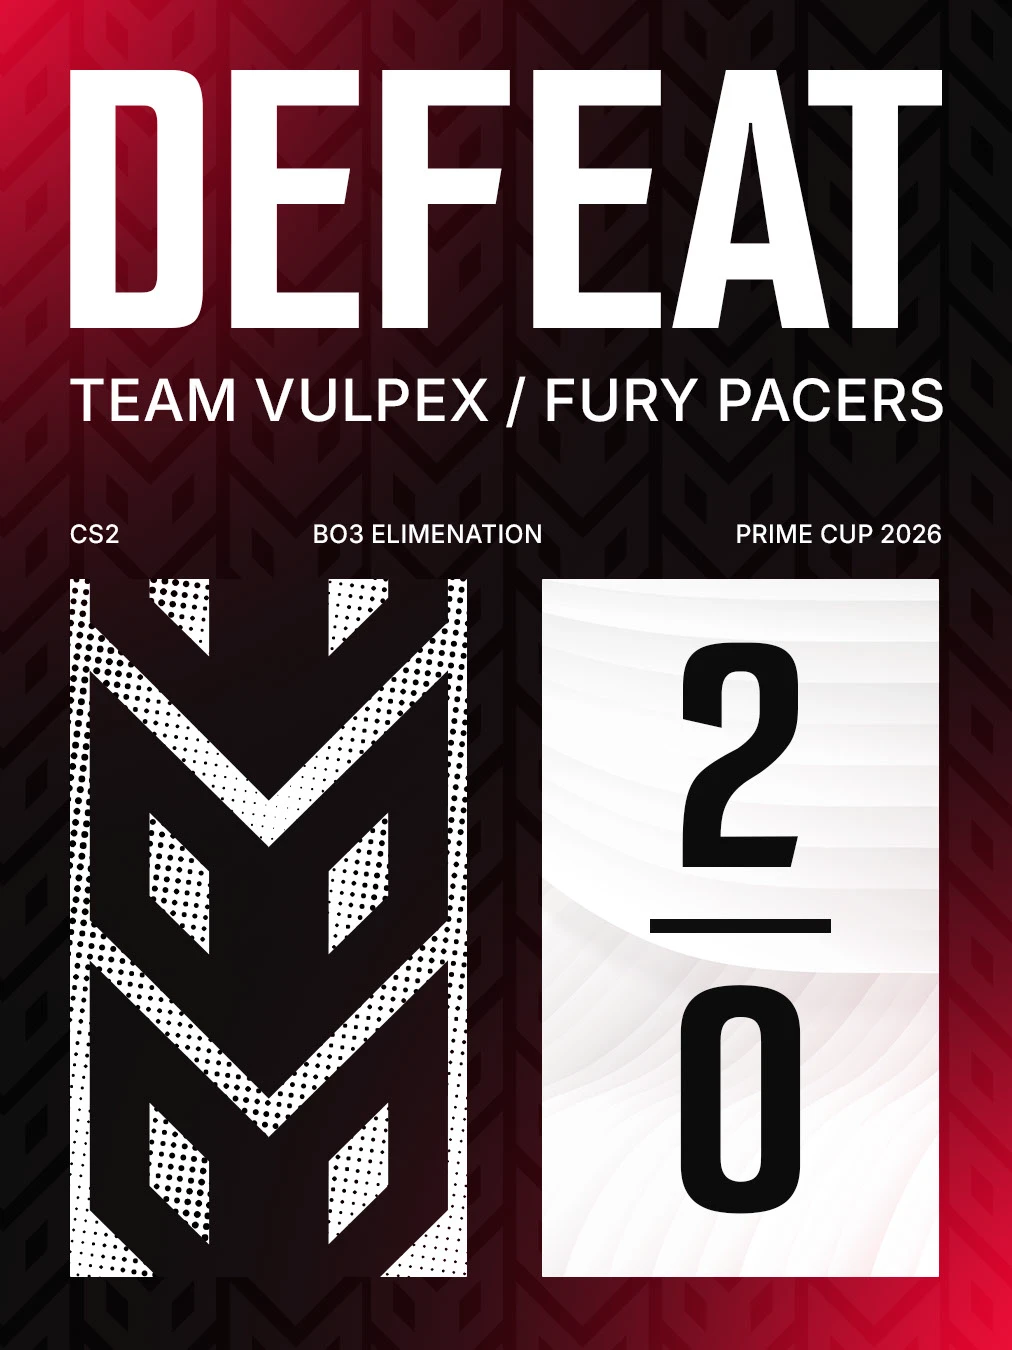 DEFEAT
TEAM VULPEX / FURY PACERS
CS2
BO3 ELIMENATION
PRIME CUP 2026
2
0